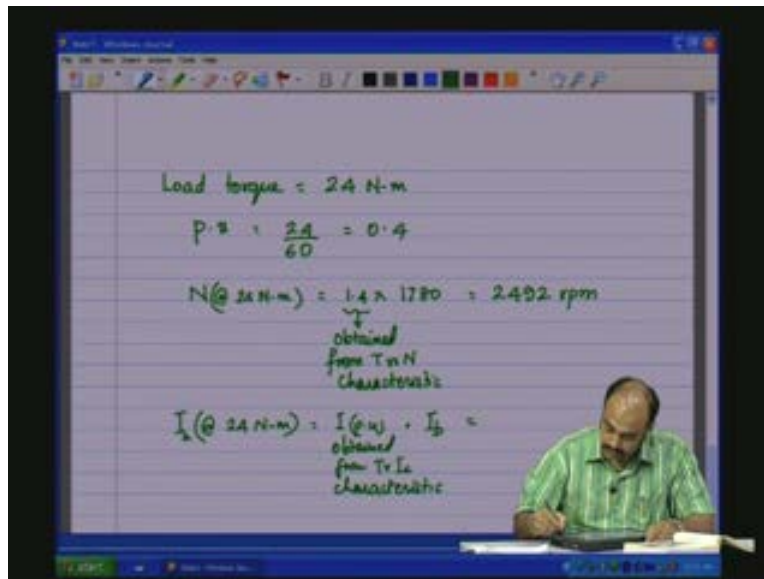 Load torque = 24 N-m
p.u = 24/60 = 0.4
N(@ 24 N-m) = 1.4 × 1780 = 2492 rpm
obtained
from T vs N
characteristic
Ia(@ 24 N-m) = I(p.u) . Ib =
obtained
from T v Ia
characteristic